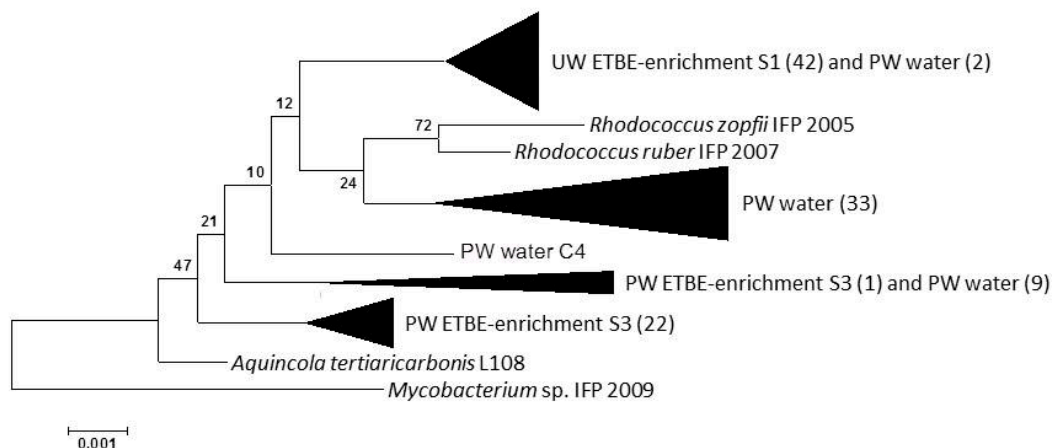 UW ETBE-enrichment S1 (42) and PW water (2)
12
72
Rhodococcus zopfii IFP 2005
Rhodococcus ruber IFP 2007
10
24
PW water (33)
21
PW water C4
47
PW ETBE-enrichment S3 (1) and PW water (9)
PW ETBE-enrichment S3 (22)
Aquincola tertiaricarbonis L108
Mycobacterium sp. IFP 2009
0.001